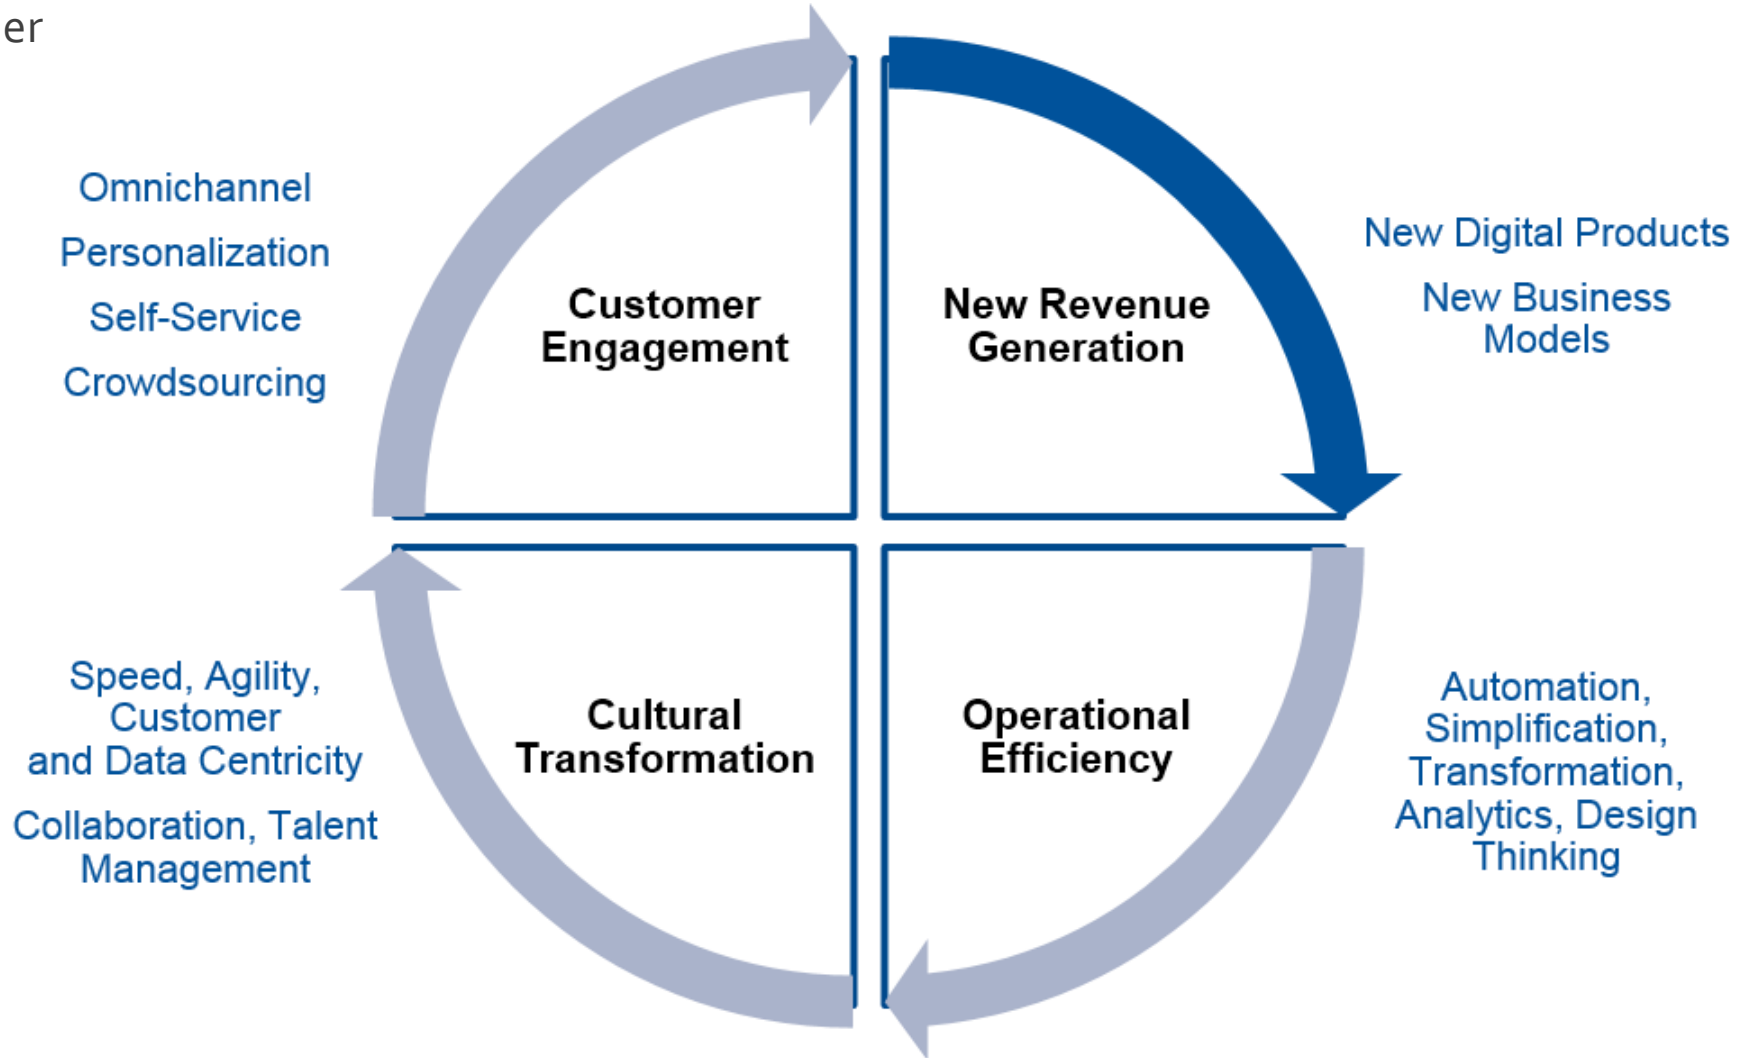 er
Omnichannel
Personalization
Self-Service
Crowdsourcing
Customer
Engagement
New Revenue
Generation
New Digital Products
New Business
Models
Speed, Agility,
Customer
and Data Centricity
Collaboration, Talent
Management
Cultural
Transformation
Operational
Efficiency
Automation,
Simplification,
Transformation,
Analytics, Design
Thinking